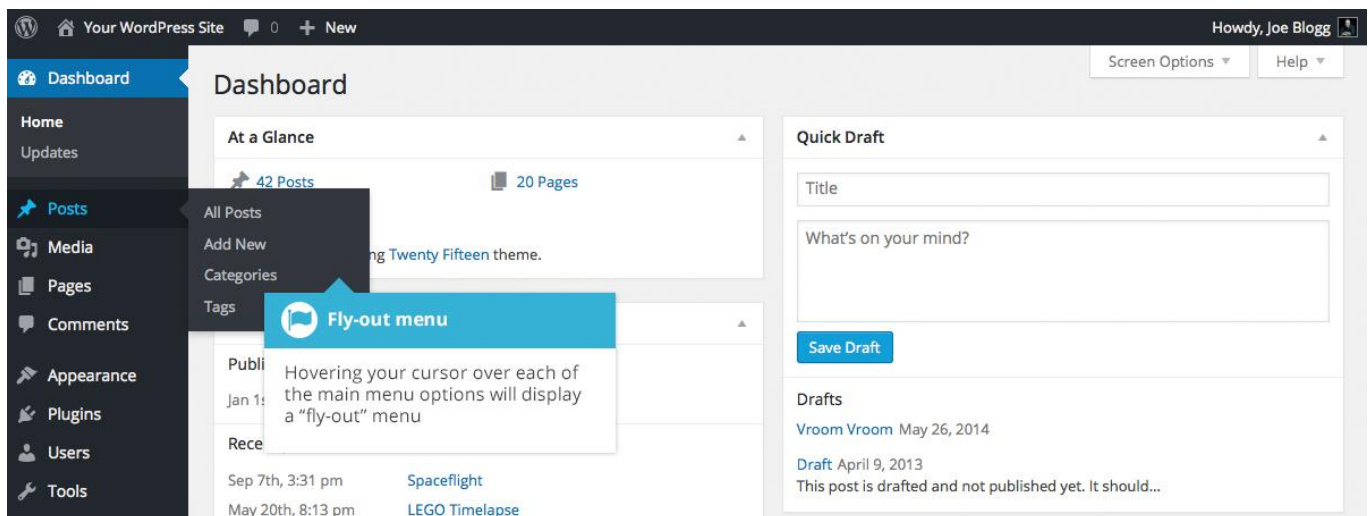 Your WordPress Site 0 New Howdy, Joe Blogg
Screen Options Help
Dashboard
Home
Updates
Posts
Media
Pages
Comments
Appearance
Plugins
Users
Tools
All Posts
Add New
Categories
Tags
Dashboard
At a Glance
42 Posts 20 Pages
Twenty Fifteen theme.
Fly-out menu
Hovering your cursor over each of
the main menu options will display
a “fly-out” menu
Sep 7th, 3:31 pm Spaceflight
May 20th, 8:13 pm LEGO Timelapse
Quick Draft
Title
What's on your mind?
Save Draft
Drafts
Vroom Vroom May 26, 2014
Draft April 9, 2013
This post is drafted and not published yet. It should...